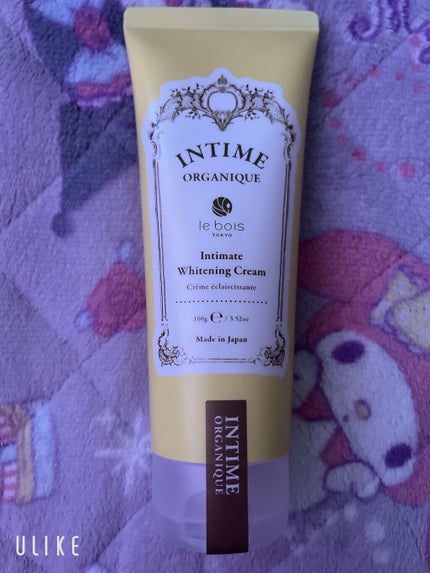 INTIME
ORGANIQUE
le bois
TOKYO
Intimate
Whitening Cream
Crème éclaircissante
100g ℮ / 3.52oz
Made in Japan
INTIME
ORGANIQUE
ULIKE